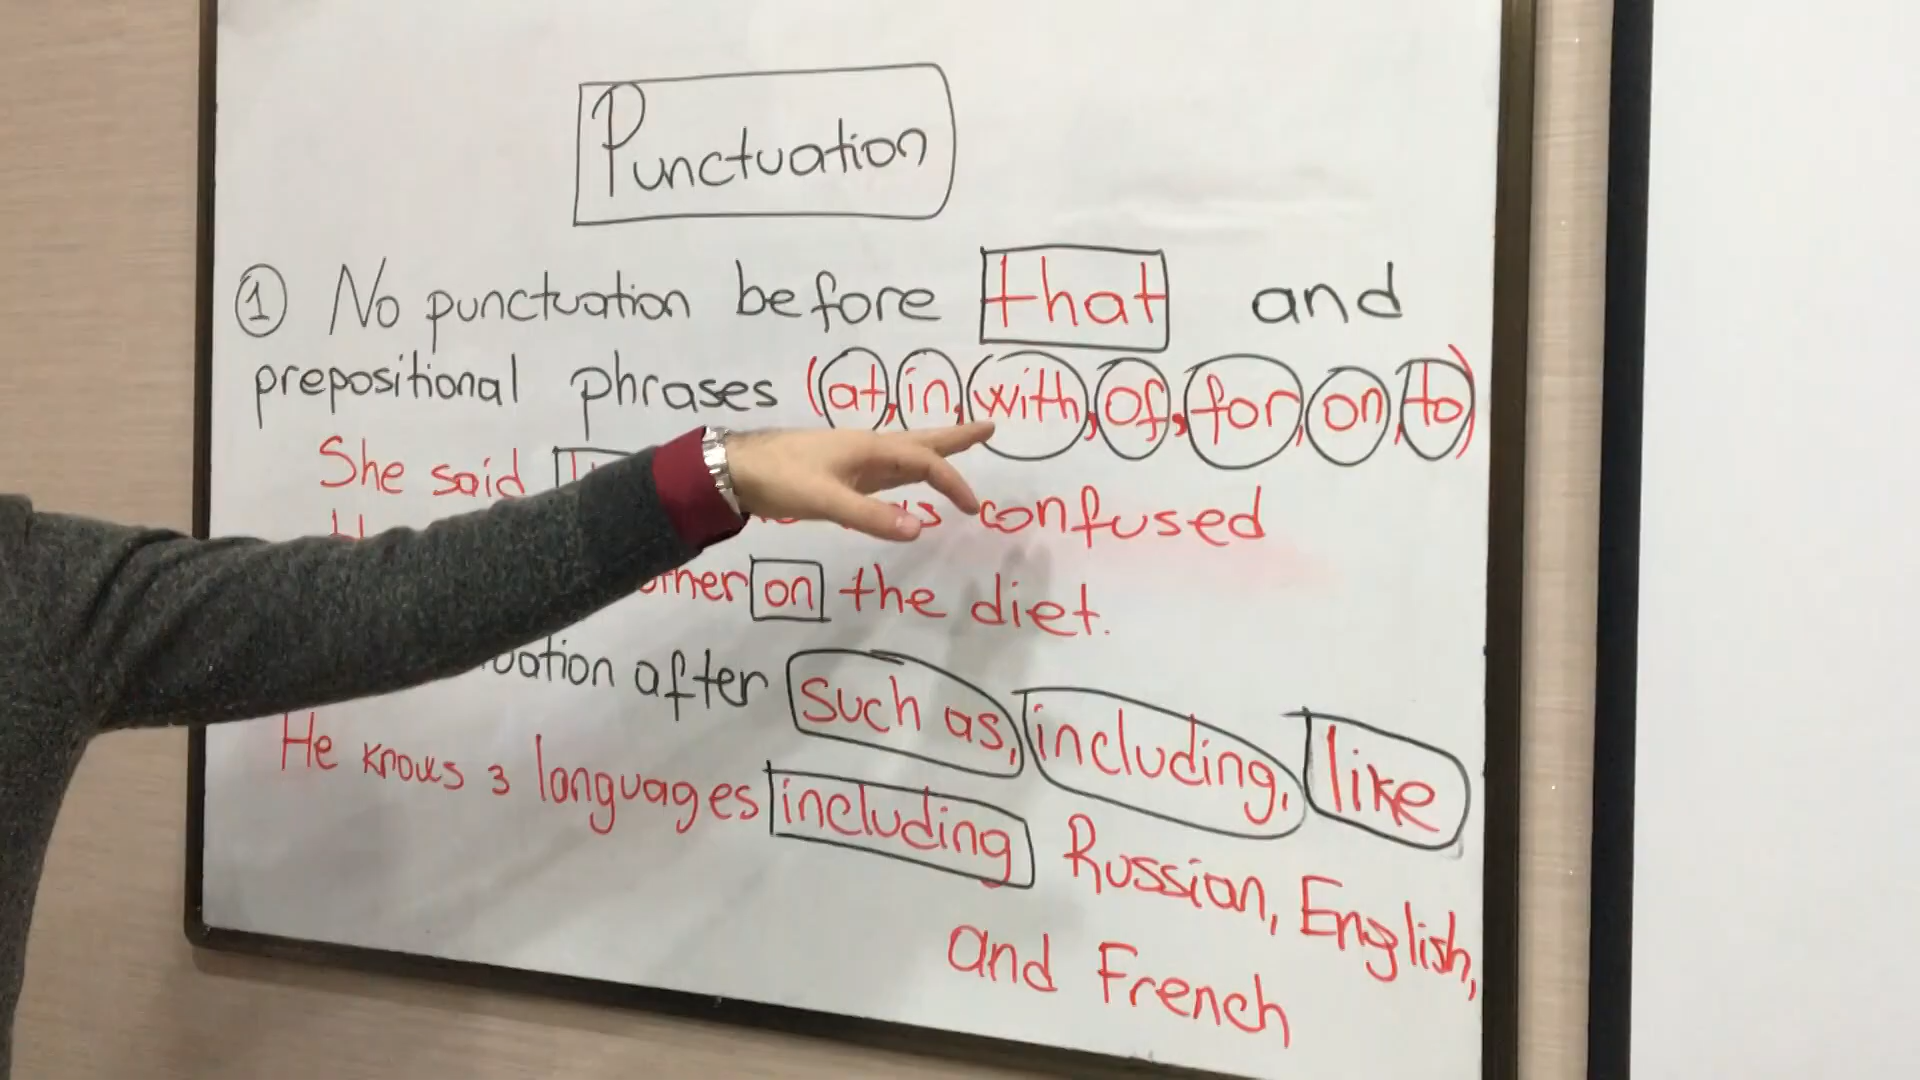 Punctuation
① No punctuation before that and
prepositional phrases (at, in, with, of, for, on, to)
She said confused
on the diet.
after such as, including, like
He knows 3 languages including Russian, English,
and French